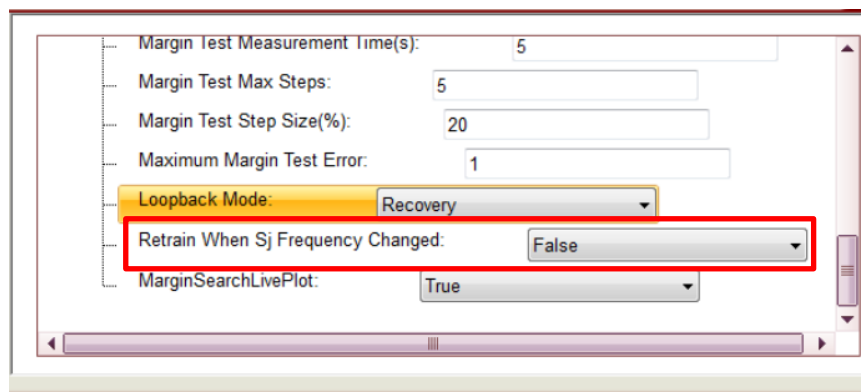 Margin Test Measurement Time(s): 5
Margin Test Max Steps: 5
Margin Test Step Size(%): 20
Maximum Margin Test Error: 1
Loopback Mode: Recovery
Retrain When Sj Frequency Changed: False
MarginSearchLivePlot: True